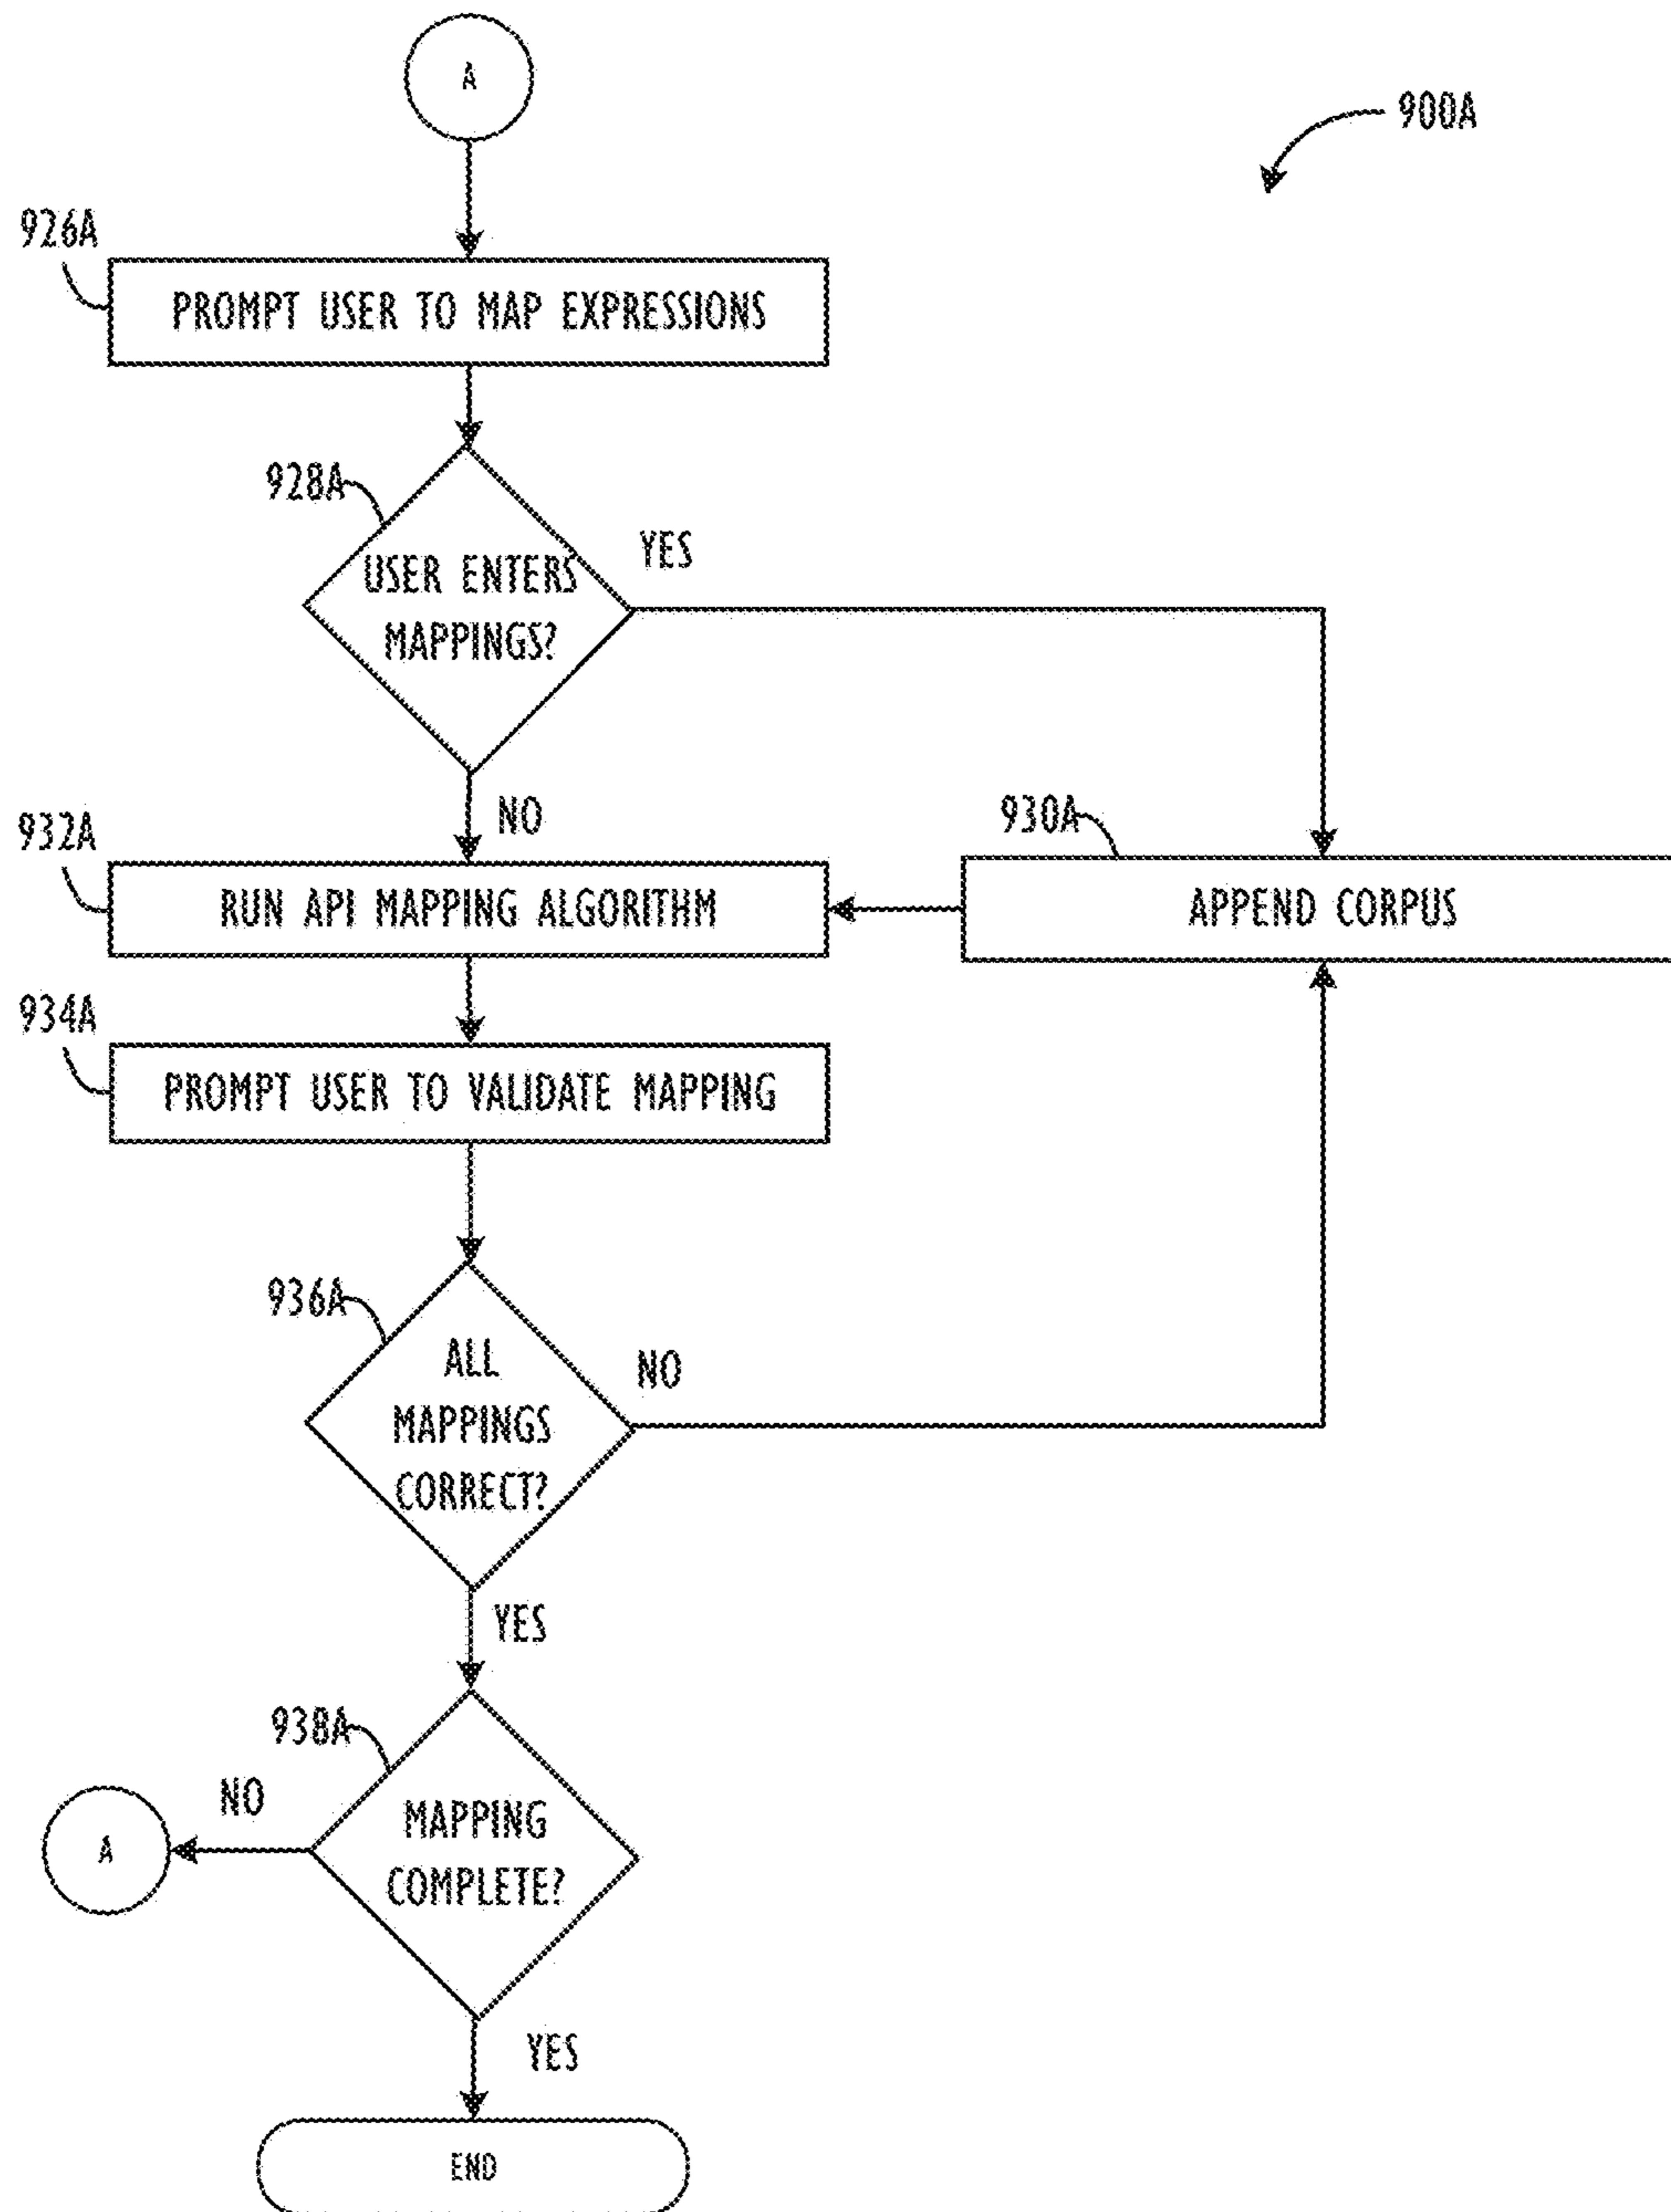 A
900A
926A
PROMPT USER TO MAP EXPRESSIONS
928A
USER ENTERS
MAPPINGS?
YES
NO
932A
RUN API MAPPING ALGORITHM
930A
APPEND CORPUS
934A
PROMPT USER TO VALIDATE MAPPING
936A
ALL
MAPPINGS
CORRECT?
NO
YES
938A
MAPPING
COMPLETE?
NO
A
YES
END